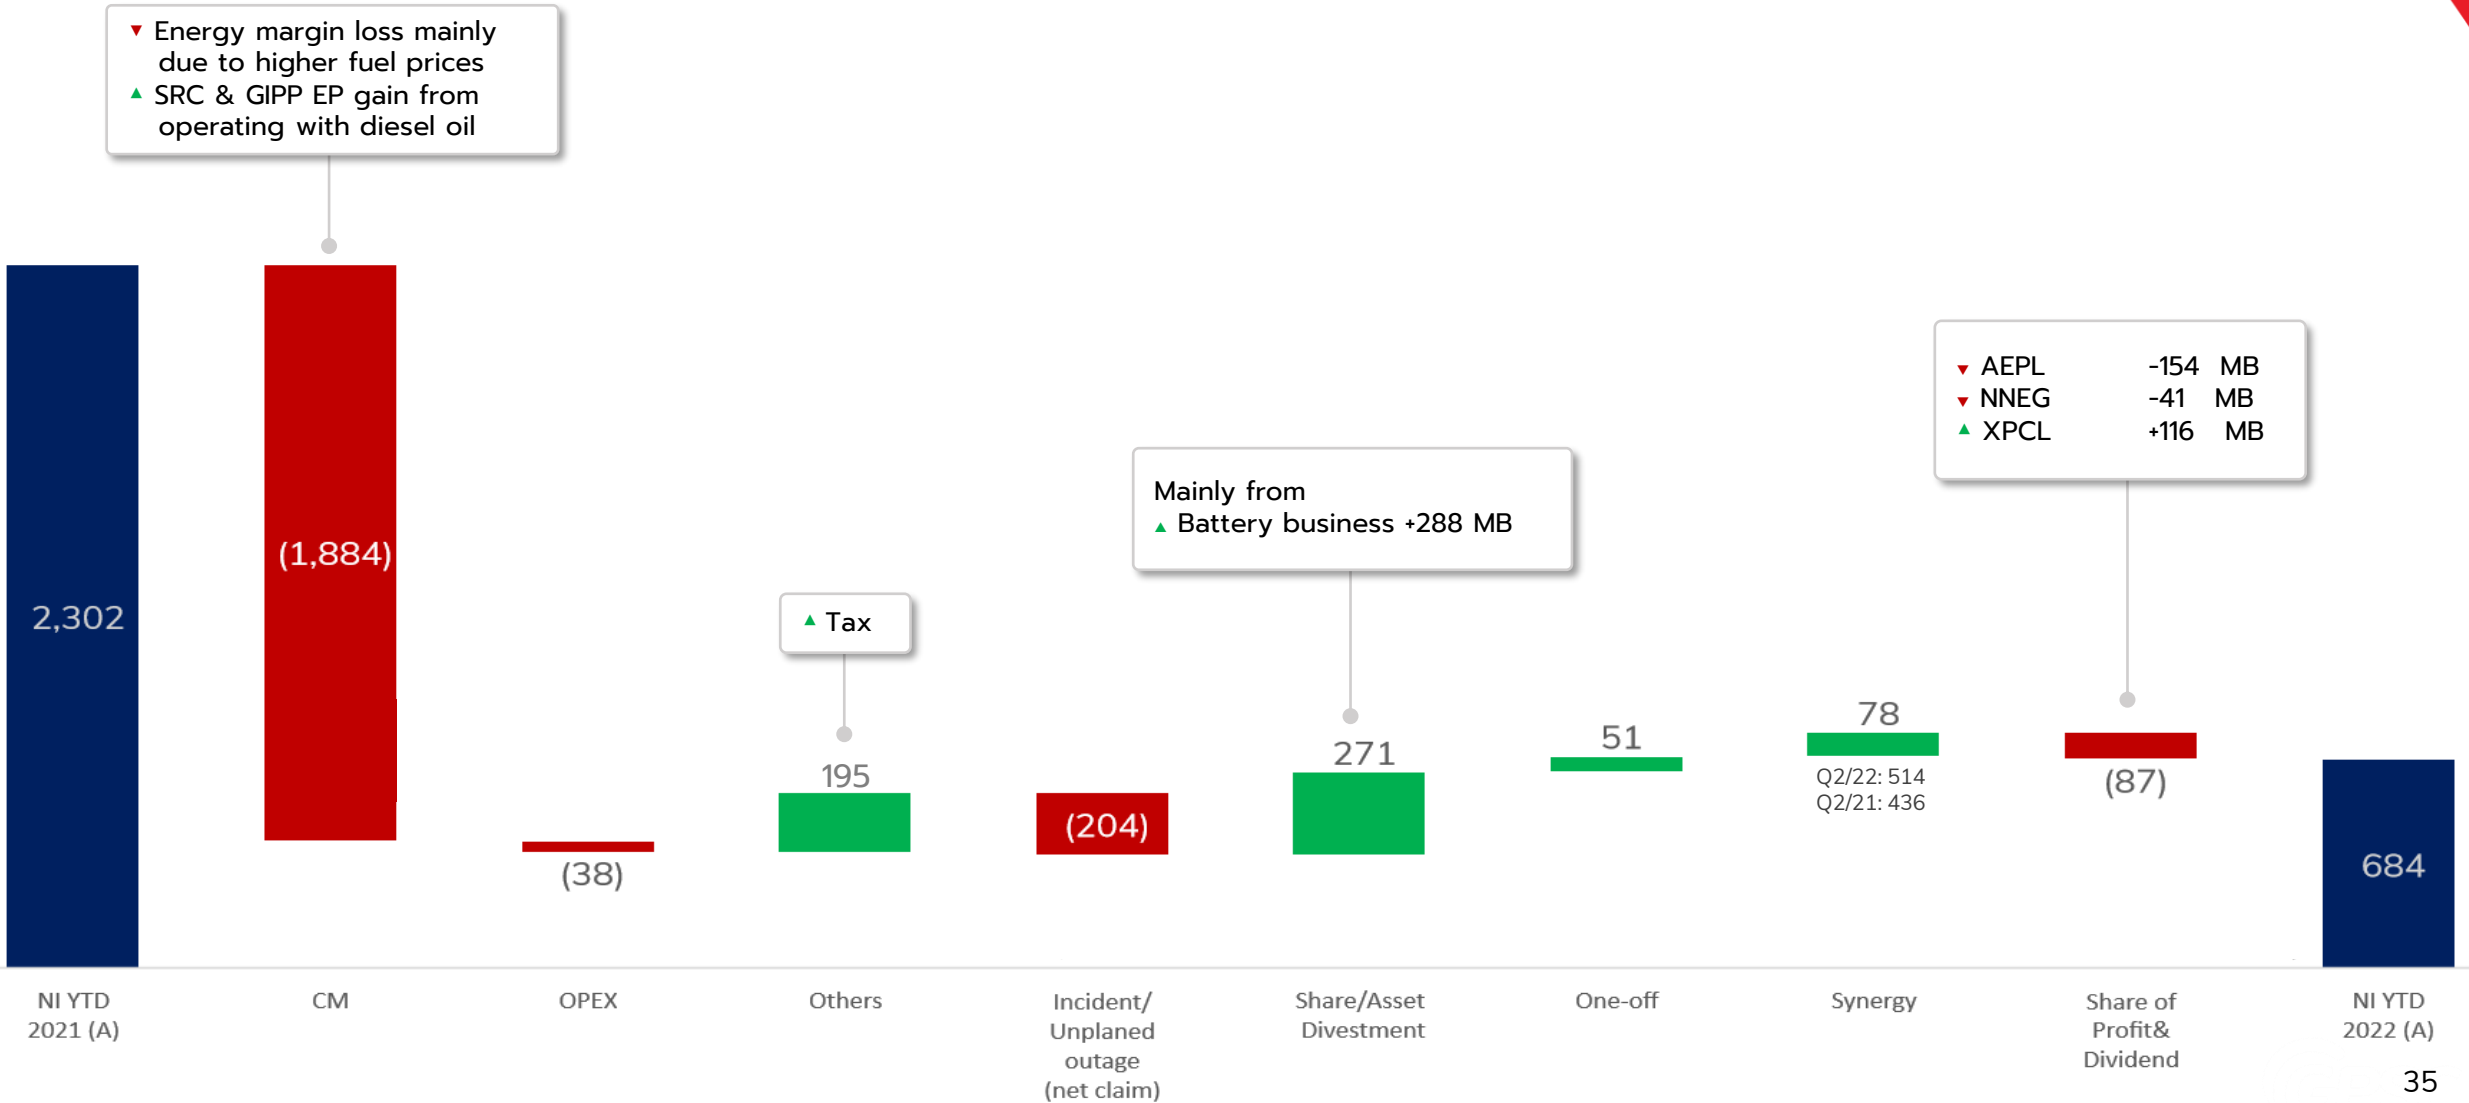 ▼ Energy margin loss mainly
due to higher fuel prices
▲ SRC & GIPP EP gain from
operating with diesel oil
▼ AEPL -154 MB
▼ NNEG -41 MB
▲ XPCL +116 MB
Mainly from
▲ Battery business +288 MB
▲ Tax
2,302
(1,884)
(38)
195
(204)
271
51
78
Q2/22: 514
Q2/21: 436
(87)
684
NI YTD
2021 (A)
CM
OPEX
Others
Incident/
Unplaned
outage
(net claim)
Share/Asset
Divestment
One-off
Synergy
Share of
Profit&
Dividend
NI YTD
2022 (A)
35